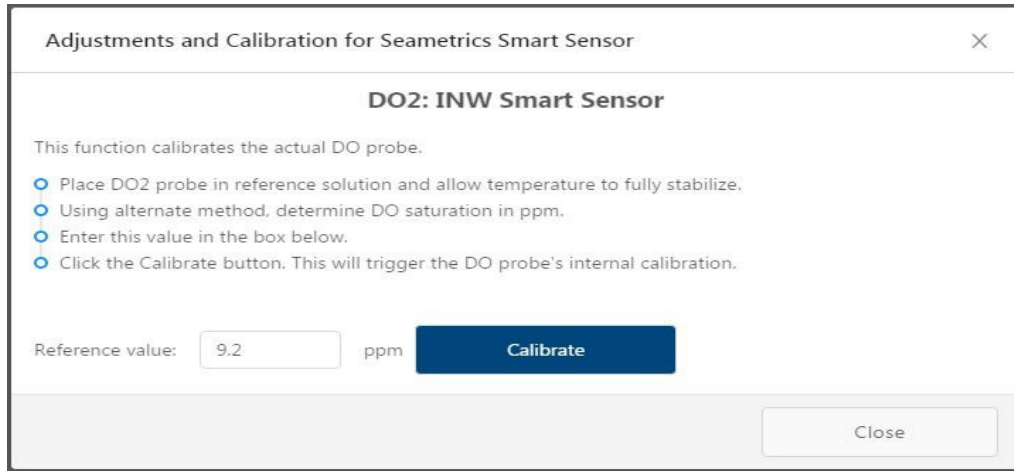 Adjustments and Calibration for Seametrics Smart Sensor
DO2: INW Smart Sensor
This function calibrates the actual DO probe.
Place DO2 probe in reference solution and allow temperature to fully stabilize.
Using alternate method, determine DO saturation in ppm.
Enter this value in the box below.
Click the Calibrate button. This will trigger the DO probe's internal calibration.
Reference value: 9.2 ppm Calibrate
Close